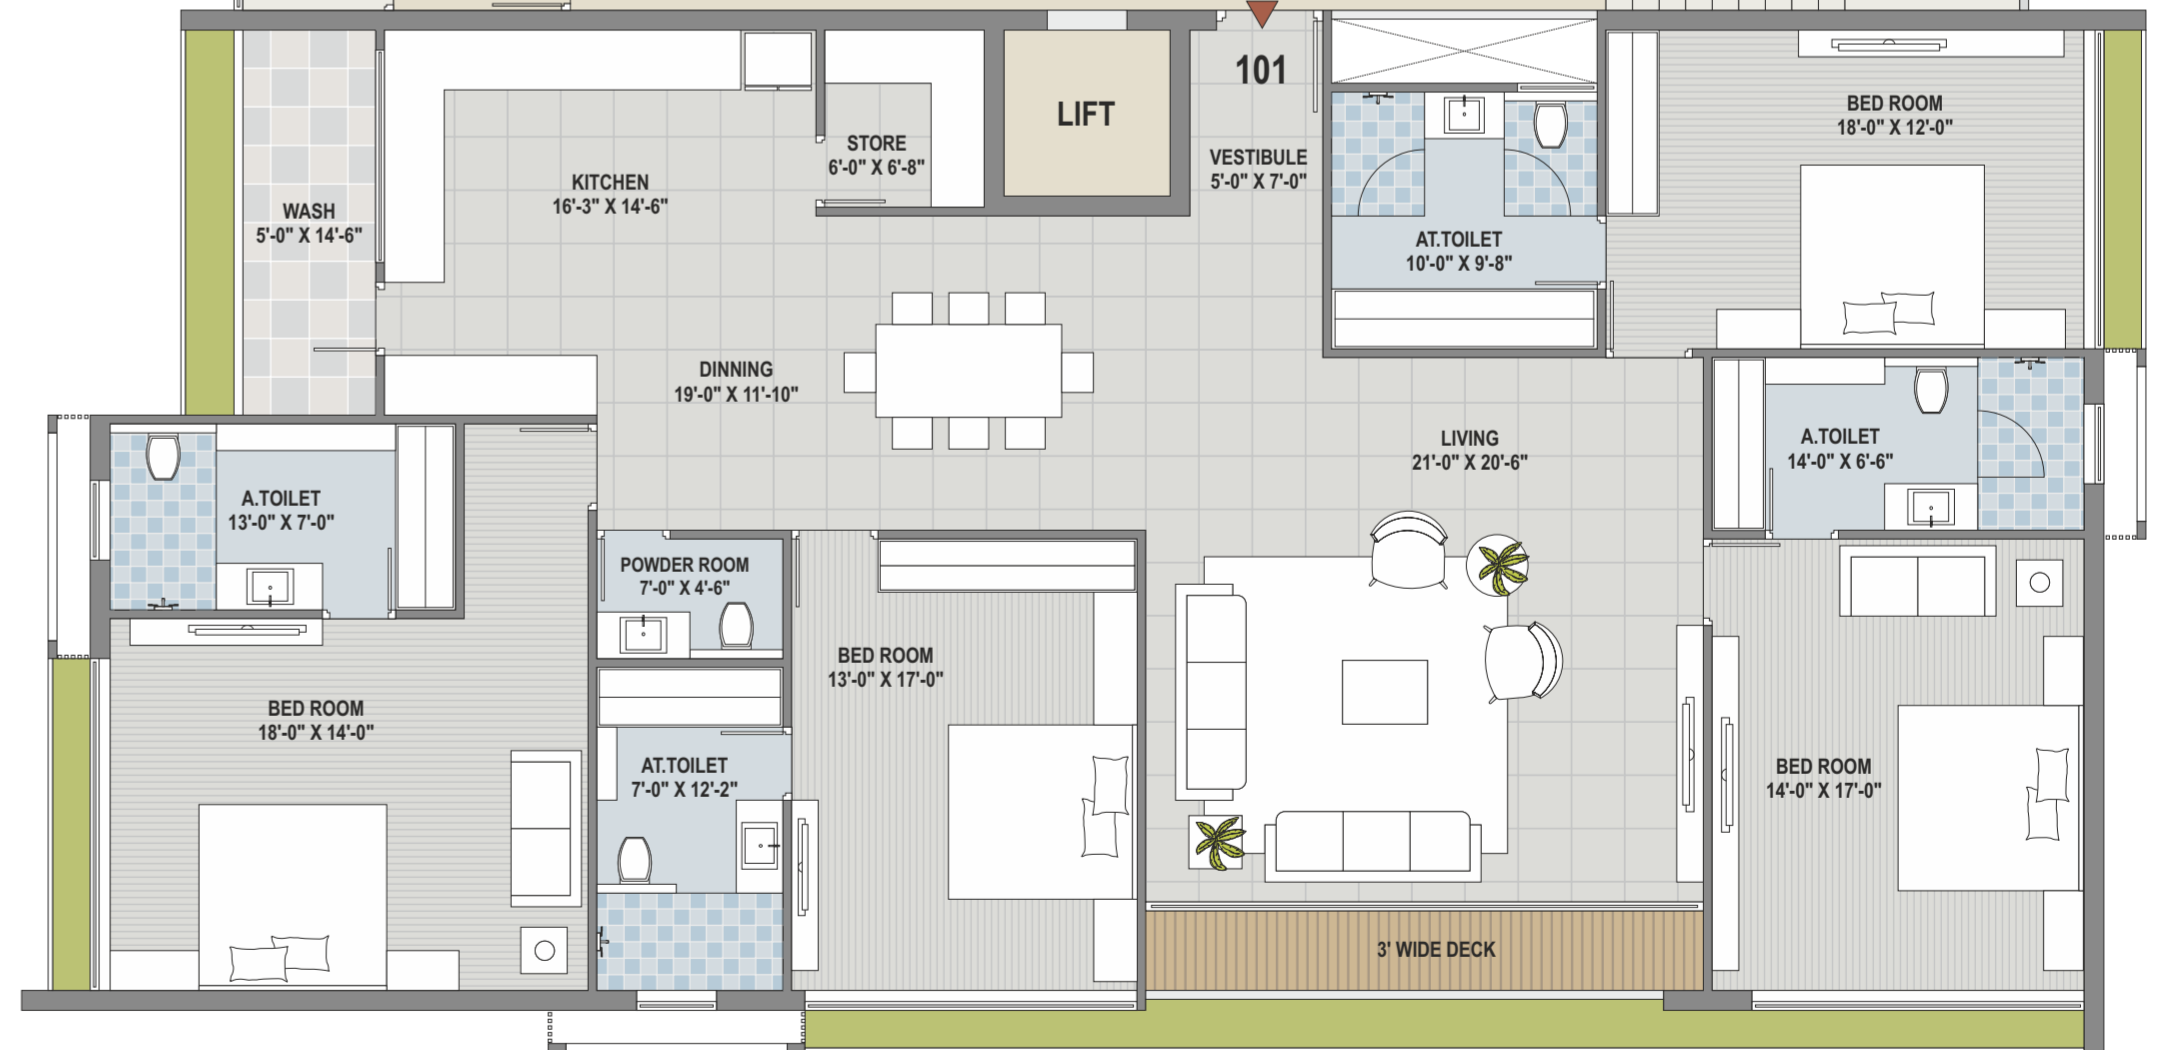 101
LIFT
BED ROOM
18'-0" X 12'-0"
STORE
6'-0" X 6'-8"
VESTIBULE
5'-0" X 7'-0"
KITCHEN
16'-3" X 14'-6"
WASH
5'-0" X 14'-6"
AT.TOILET
10'-0" X 9'-8"
DINNING
19'-0" X 11'-10"
LIVING
21'-0" X 20'-6"
A.TOILET
14'-0" X 6'-6"
A.TOILET
13'-0" X 7'-0"
POWDER ROOM
7'-0" X 4'-6"
BED ROOM
13'-0" X 17'-0"
BED ROOM
18'-0" X 14'-0"
AT.TOILET
7'-0" X 12'-2"
BED ROOM
14'-0" X 17'-0"
3' WIDE DECK